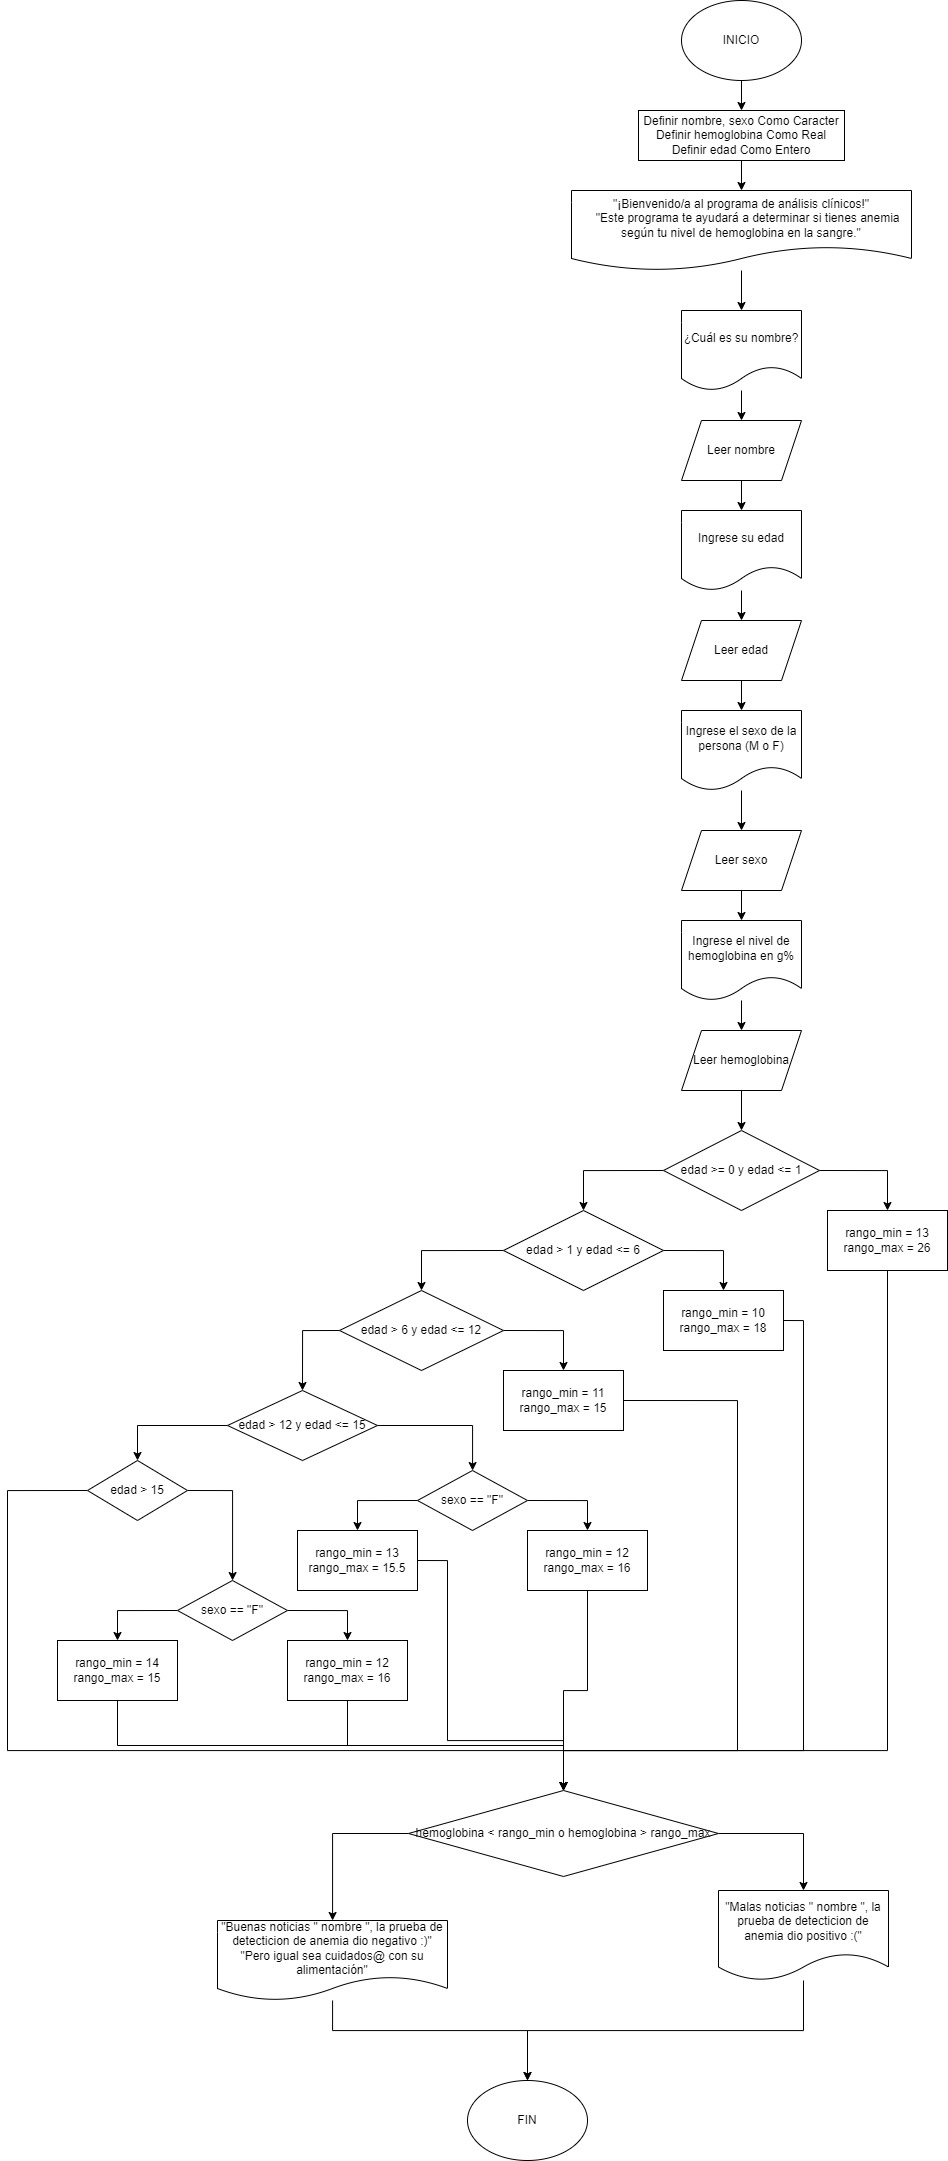 INICIO
Definir nombre, sexo Como Caracter
Definir hemoglobina Como Real
Definir edad Como Entero
"¡Bienvenido/a al programa de análisis clínicos!"
"Este programa te ayudará a determinar si tienes anemia
según tu nivel de hemoglobina en la sangre."
¿Cuál es su nombre?
Leer nombre
Ingrese su edad
Leer edad
Ingrese el sexo de la
persona (M o F)
Leer sexo
Ingrese el nivel de
hemoglobina en g%
Leer hemoglobina
edad >= 0 y edad <= 1
rango_min = 13
rango_max = 26
edad > 1 y edad <= 6
rango_min = 10
rango_max = 18
edad > 6 y edad <= 12
rango_min = 11
rango_max = 15
edad > 12 y edad <= 15
edad > 15
sexo == "F"
rango_min = 13
rango_max = 15.5
rango_min = 12
rango_max = 16
sexo == "F"
rango_min = 14
rango_max = 15
rango_min = 12
rango_max = 16
hemoglobina < rango_min o hemoglobina > rango_max
"Buenas noticias " nombre ", la prueba de
detecticion de anemia dio negativo :)"
"Pero igual sea cuidados@ con su
alimentación"
"Malas noticias " nombre ", la
prueba de detecticion de
anemia dio positivo :("
FIN